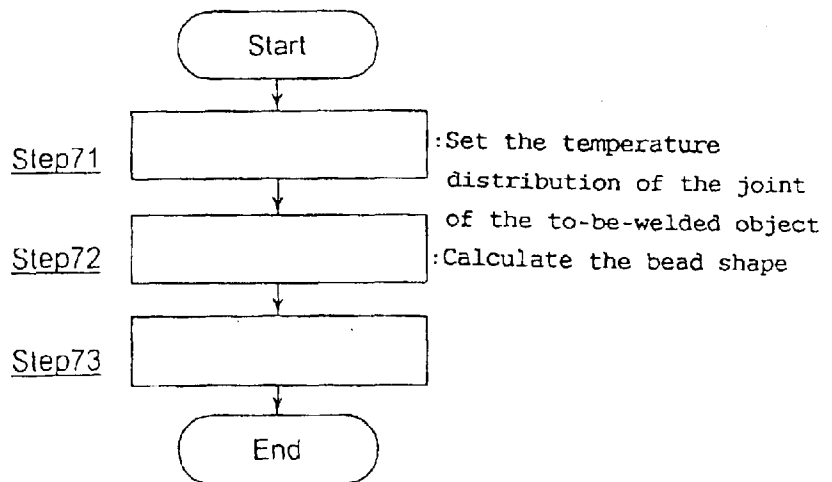 Start
Step71
:Set the temperature
distribution of the joint
of the to-be-welded object
Step72
:Calculate the bead shape
Step73
End